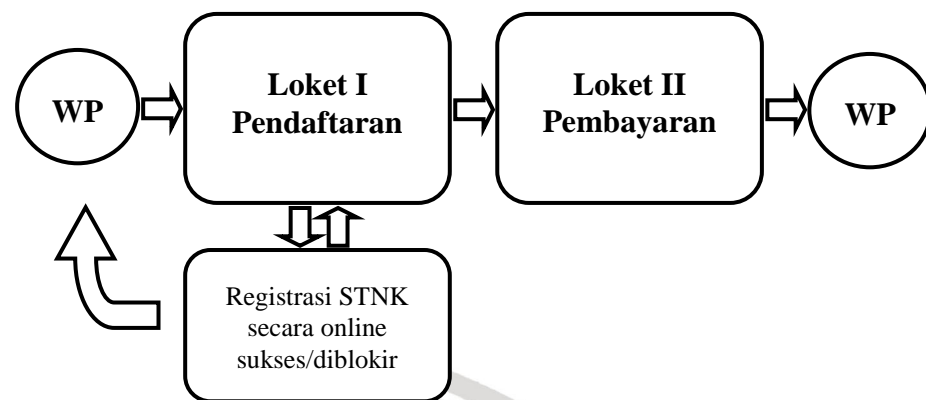 WP
Loket I
Pendaftaran
Loket II
Pembayaran
WP
Registrasi STNK
secara online
sukses/diblokir